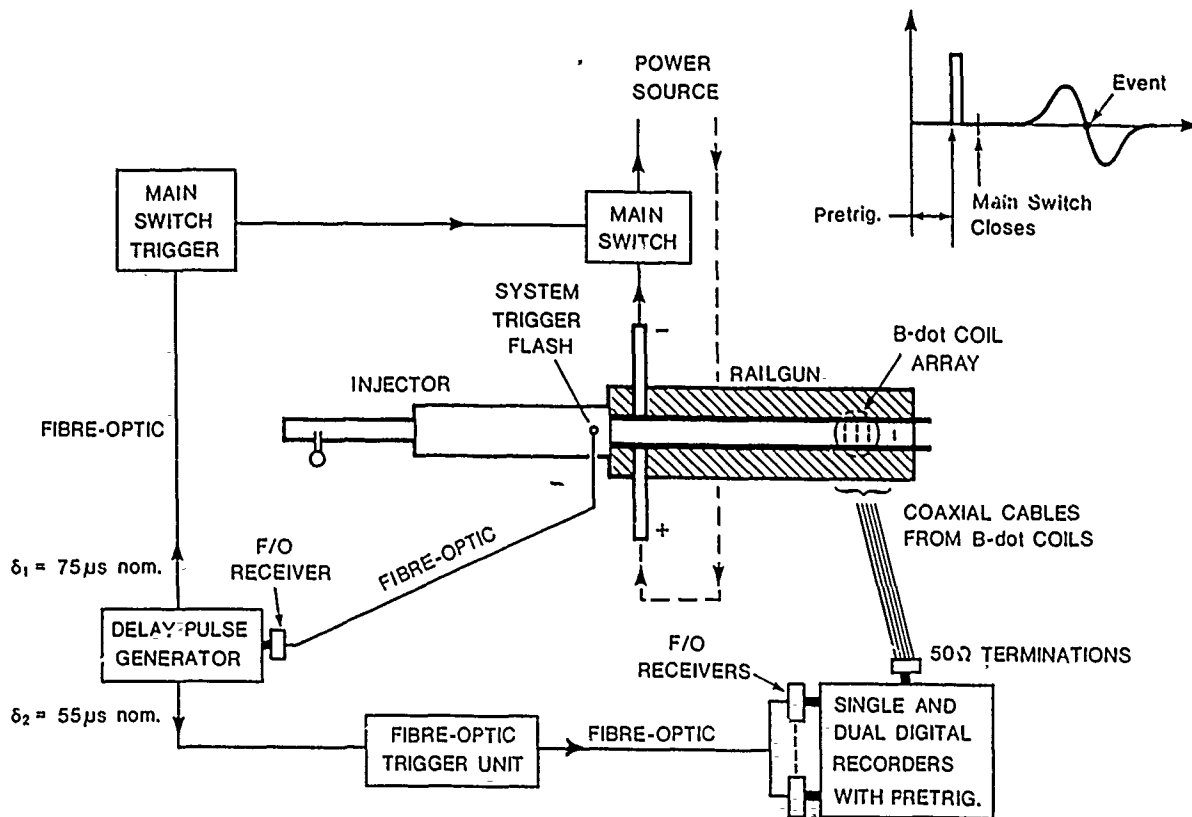 POWER
SOURCE
Event
Main Switch
Closes
Pretrig.
MAIN
SWITCH
TRIGGER
MAIN
SWITCH
SYSTEM
TRIGGER
FLASH
−
B-dot COIL
ARRAY
RAILGUN
INJECTOR
FIBRE-OPTIC
−
+
COAXIAL CABLES
FROM B-dot COILS
FIBRE-OPTIC
F/O
RECEIVER
δ₁ = 75μs nom.
DELAY-PULSE
GENERATOR
50Ω TERMINATIONS
F/O
RECEIVERS
δ₂ = 55μs nom.
FIBRE-OPTIC
TRIGGER UNIT
FIBRE-OPTIC
SINGLE AND
DUAL DIGITAL
RECORDERS
WITH PRETRIG.